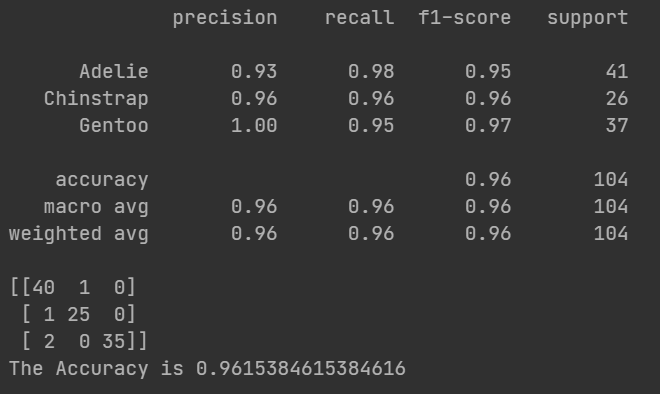 precision    recall  f1-score   support

      Adelie       0.93      0.98      0.95        41
   Chinstrap       0.96      0.96      0.96        26
      Gentoo       1.00      0.95      0.97        37

    accuracy                           0.96       104
   macro avg       0.96      0.96      0.96       104
weighted avg       0.96      0.96      0.96       104

[[40  1  0]
 [ 1 25  0]
 [ 2  0 35]]
The Accuracy is 0.9615384615384616